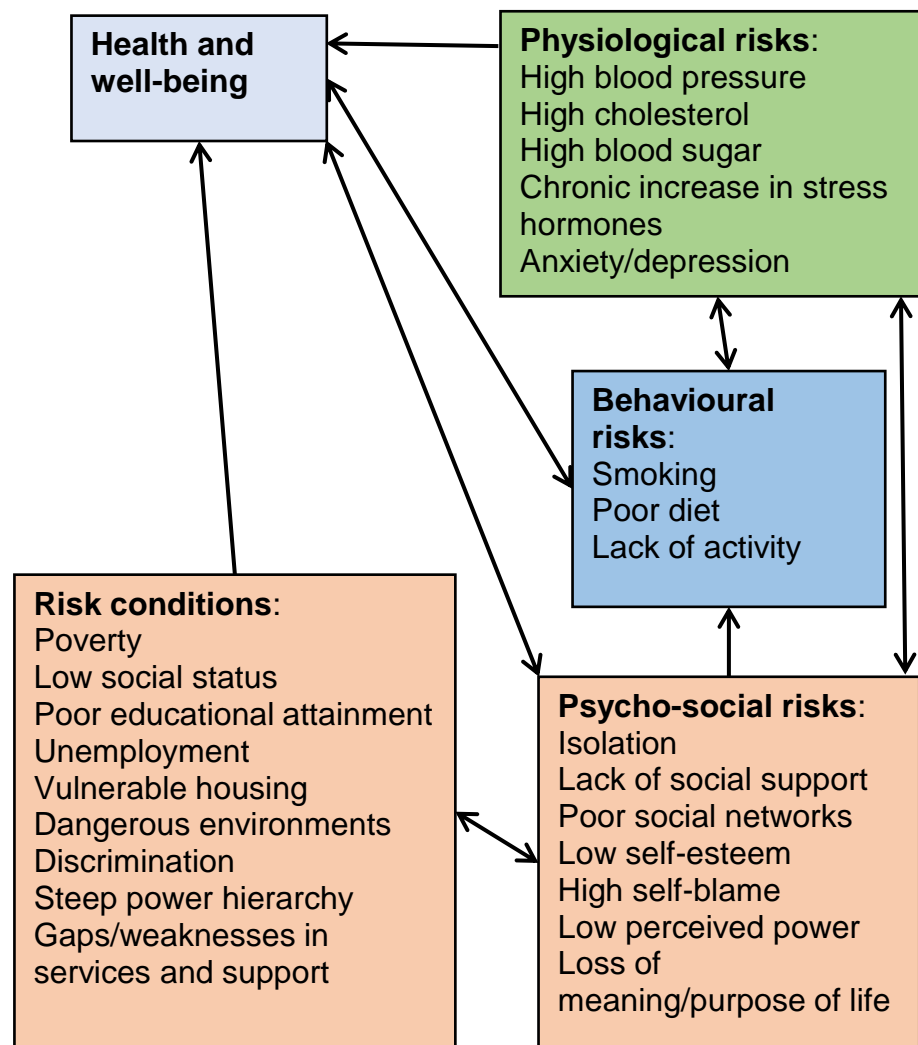 Health and
well-being
Physiological risks:
High blood pressure
High cholesterol
High blood sugar
Chronic increase in stress
hormones
Anxiety/depression
Behavioural
risks:
Smoking
Poor diet
Lack of activity
Risk conditions:
Poverty
Low social status
Poor educational attainment
Unemployment
Vulnerable housing
Dangerous environments
Discrimination
Steep power hierarchy
Gaps/weaknesses in
services and support
Psycho-social risks:
Isolation
Lack of social support
Poor social networks
Low self-esteem
High self-blame
Low perceived power
Loss of
meaning/purpose of life